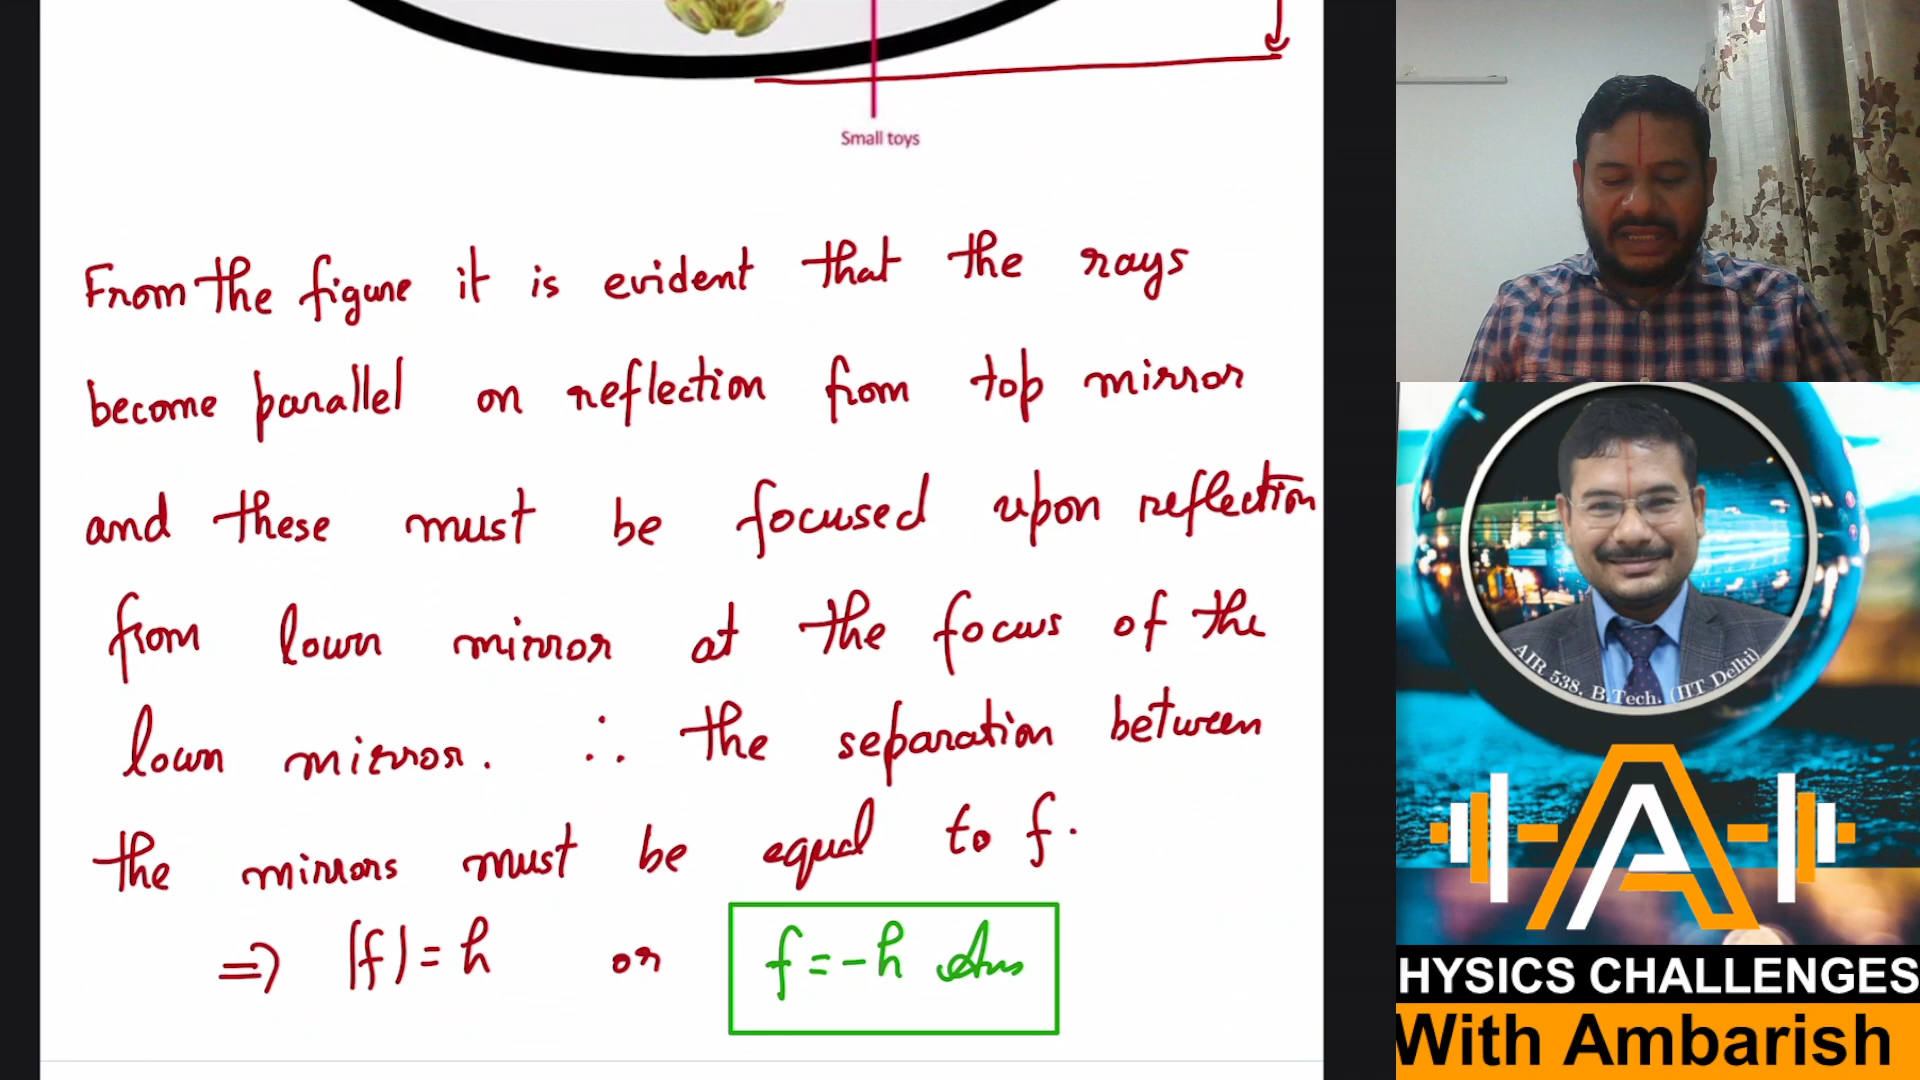 Small toys
From the figure it is evident that the rays
become parallel on reflection from top mirror
and these must be focused upon reflection
from lower mirror at the focus of the
lower mirror. ∴ the separation between
the mirrors must be equal to f.
⇒ |f| = h or f = -h Ans
AIR 538, B.Tech. (IIT Delhi)
A
HYSICS CHALLENGES
With Ambarish